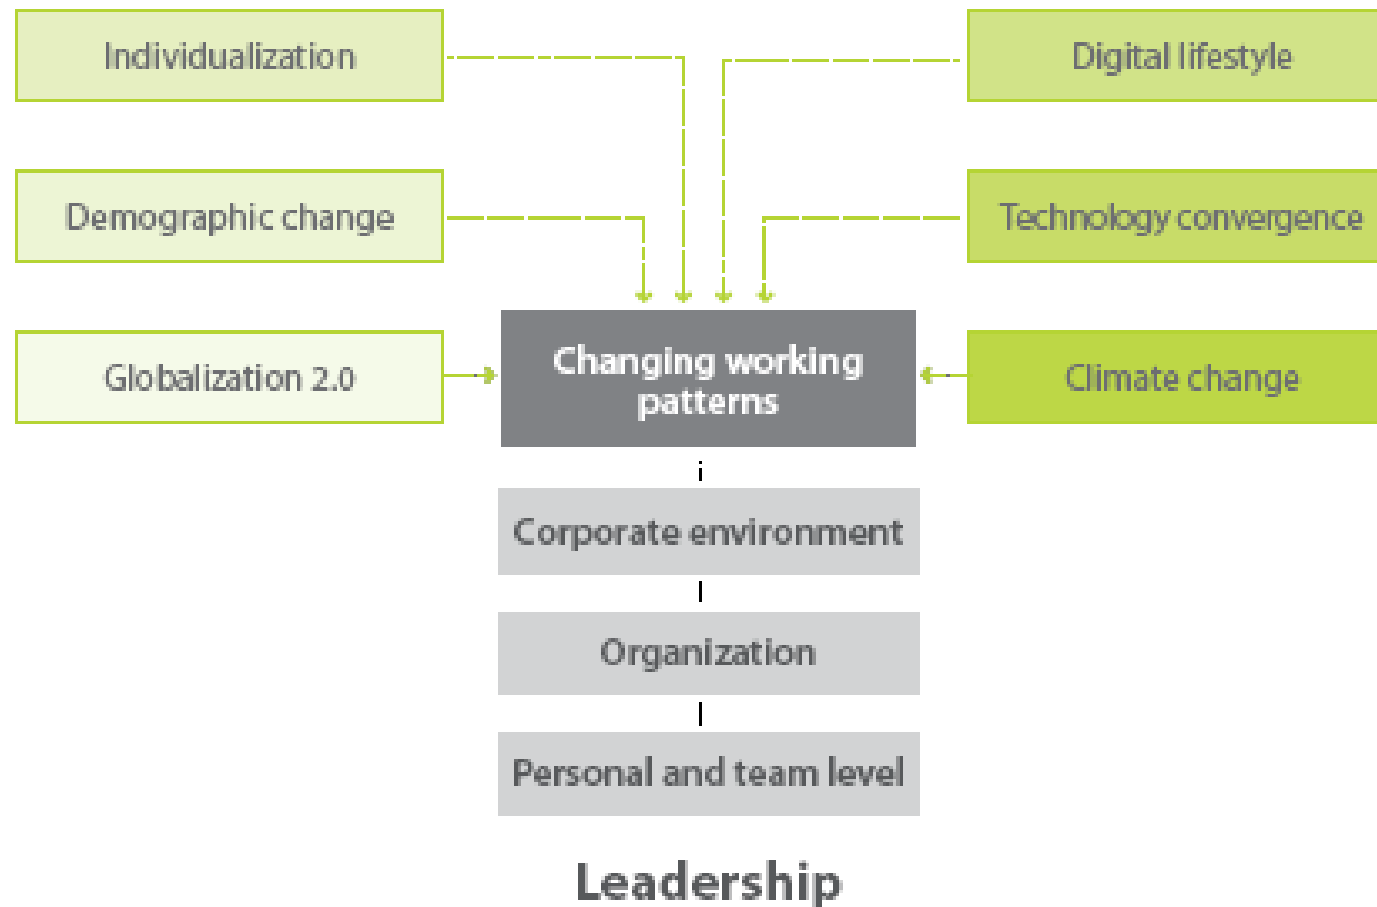 Individualization
Digital lifestyle
Demographic change
Technology convergence
Globalization 2.0
Changing working
patterns
Climate change
Corporate environment
Organization
Personal and team level
Leadership